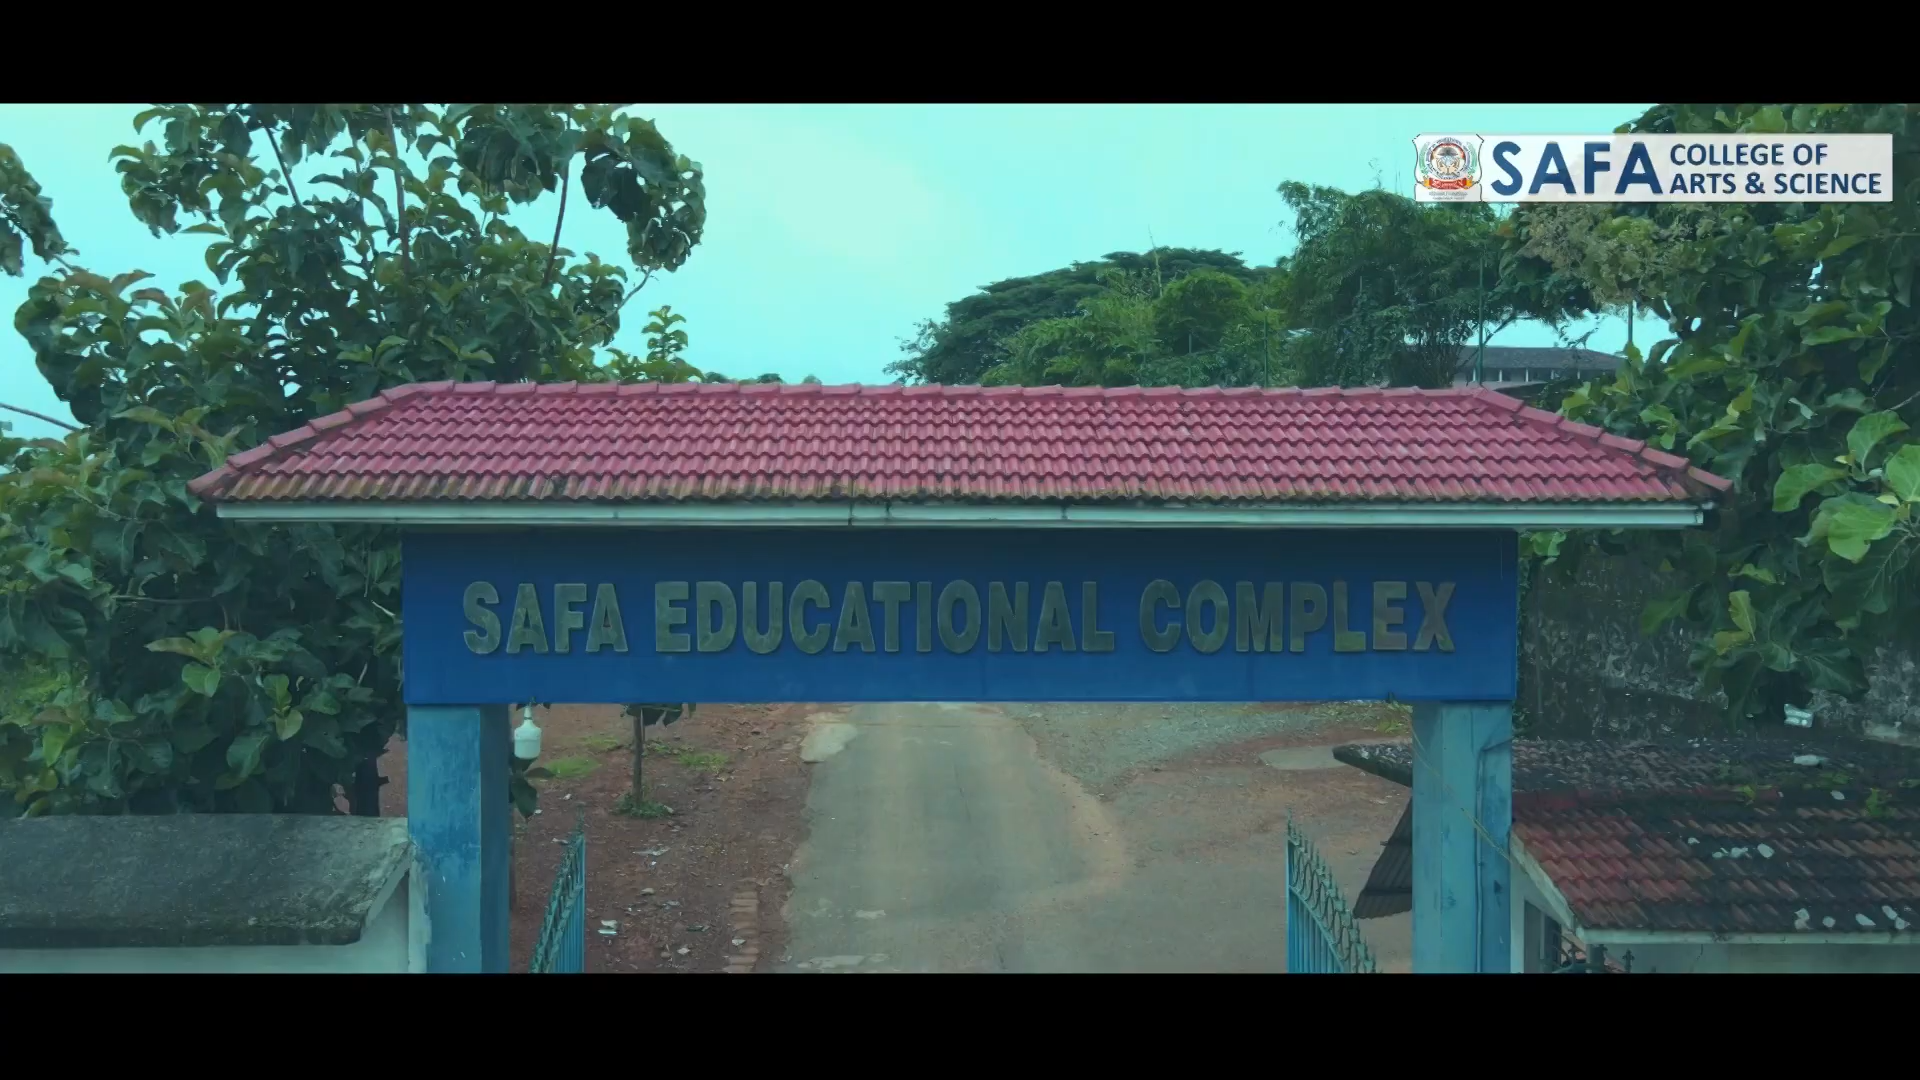 SAFA COLLEGE OF
ARTS & SCIENCE
SAFA EDUCATIONAL COMPLEX